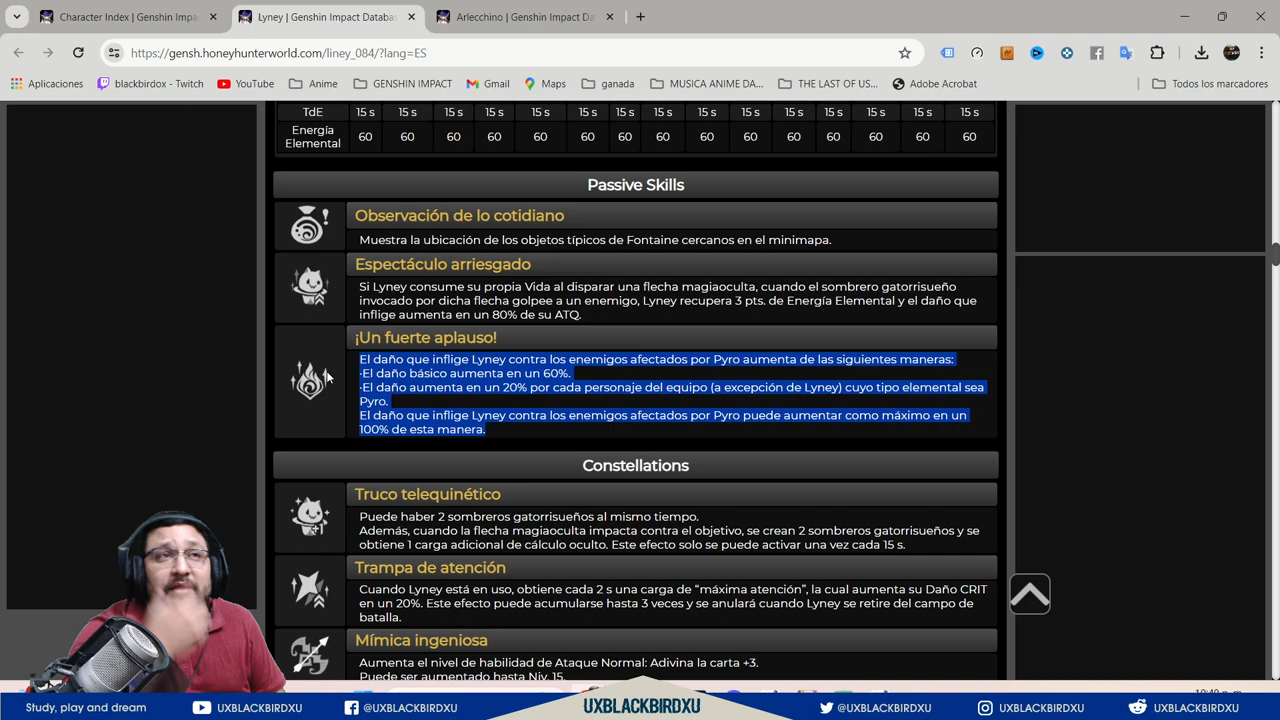 Character Index | Genshin Impa
Lyney | Genshin Impact Databas
Arlecchino | Genshin Impact Da
https://gensh.honeyhunterworld.com/liney_084/?lang=ES
Aplicaciones
blackbirdox - Twitch
YouTube
Anime
GENSHIN IMPACT
Gmail
Maps
ganada
MUSICA ANIME DA...
THE LAST OF US...
Adobe Acrobat
Todos los marcadores
TdE 15 s 15 s 15 s 15 s 15 s 15 s 15 s 15 s 15 s 15 s 15 s 15 s 15 s
Energía
Elemental 60 60 60 60 60 60 60 60 60 60 60 60 60
Passive Skills
Observación de lo cotidiano
Muestra la ubicación de los objetos típicos de Fontaine cercanos en el minimapa.
Espectáculo arriesgado
Si Lyney consume su propia Vida al disparar una flecha magiaoculta, cuando el sombrero gatorrisueño
invocado por dicha flecha golpee a un enemigo, Lyney recupera 3 pts. de Energía Elemental y el daño que
inflige aumenta en un 80% de su ATQ.
¡Un fuerte aplauso!
El daño que inflige Lyney contra los enemigos afectados por Pyro aumenta de las siguientes maneras:
·El daño básico aumenta en un 60%.
·El daño aumenta en un 20% por cada personaje del equipo (a excepción de Lyney) cuyo tipo elemental sea
Pyro.
El daño que inflige Lyney contra los enemigos afectados por Pyro puede aumentar como máximo en un
100% de esta manera.
Constellations
Truco telequinético
Puede haber 2 sombreros gatorrisueños al mismo tiempo.
Además, cuando la flecha magiaoculta impacta contra el objetivo, se crean 2 sombreros gatorrisueños y se
obtiene 1 carga adicional de cálculo oculto. Este efecto solo se puede activar una vez cada 15 s.
Trampa de atención
Cuando Lyney está en uso, obtiene cada 2 s una carga de “máxima atención”, la cual aumenta su Daño CRIT
en un 20%. Este efecto puede acumularse hasta 3 veces y se anulará cuando Lyney se retire del campo de
batalla.
Mímica ingeniosa
Aumenta el nivel de habilidad de Ataque Normal: Adivina la carta +3.
Puede ser aumentado hasta Niv. 15.
Study, play and dream
UXBLACKBIRDXU
@UXBLACKBIRDXU
UXBLACKBIRDXU
@UXBLACKBIRDXU
UXBLACKBIRDXU
UXBLACKBIRDXU